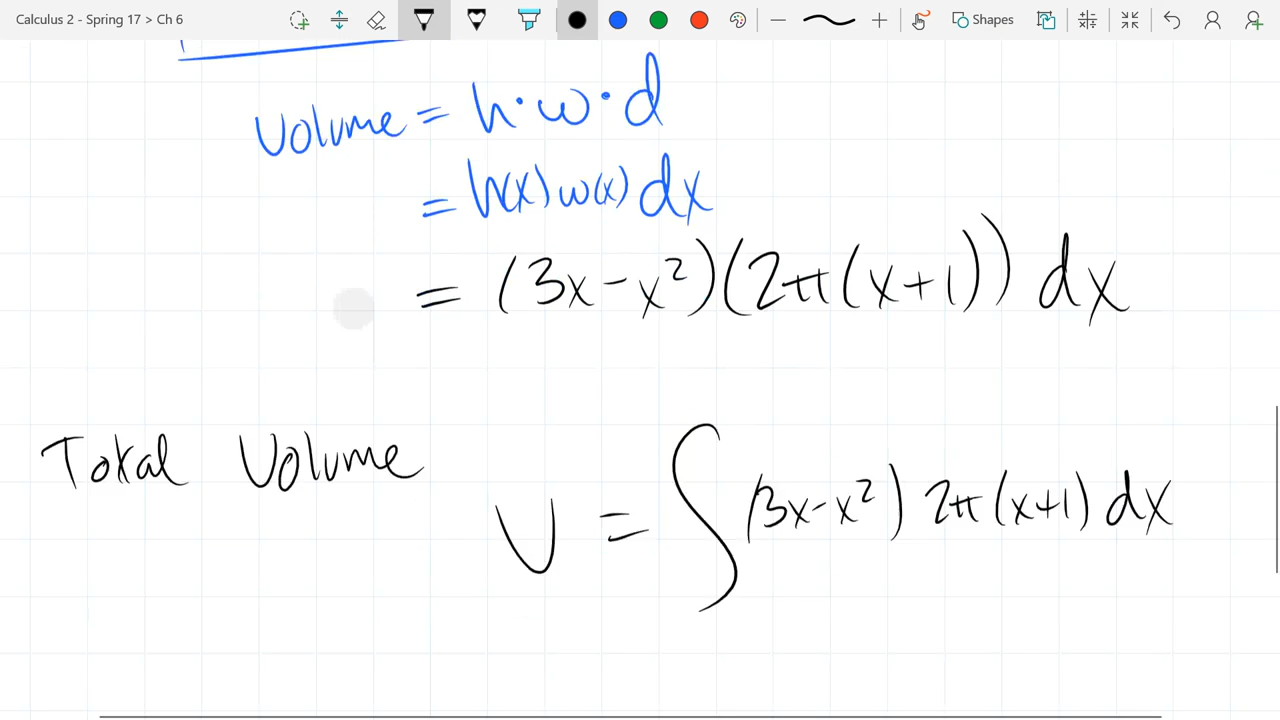 Calculus 2 - Spring 17 > Ch 6
Shapes
Volume = h · w · d
= h(x) w(x) dx
= (3x - x²)(2π(x+1)) dx
Total Volume
V = ∫ (3x - x²) 2π(x+1) dx